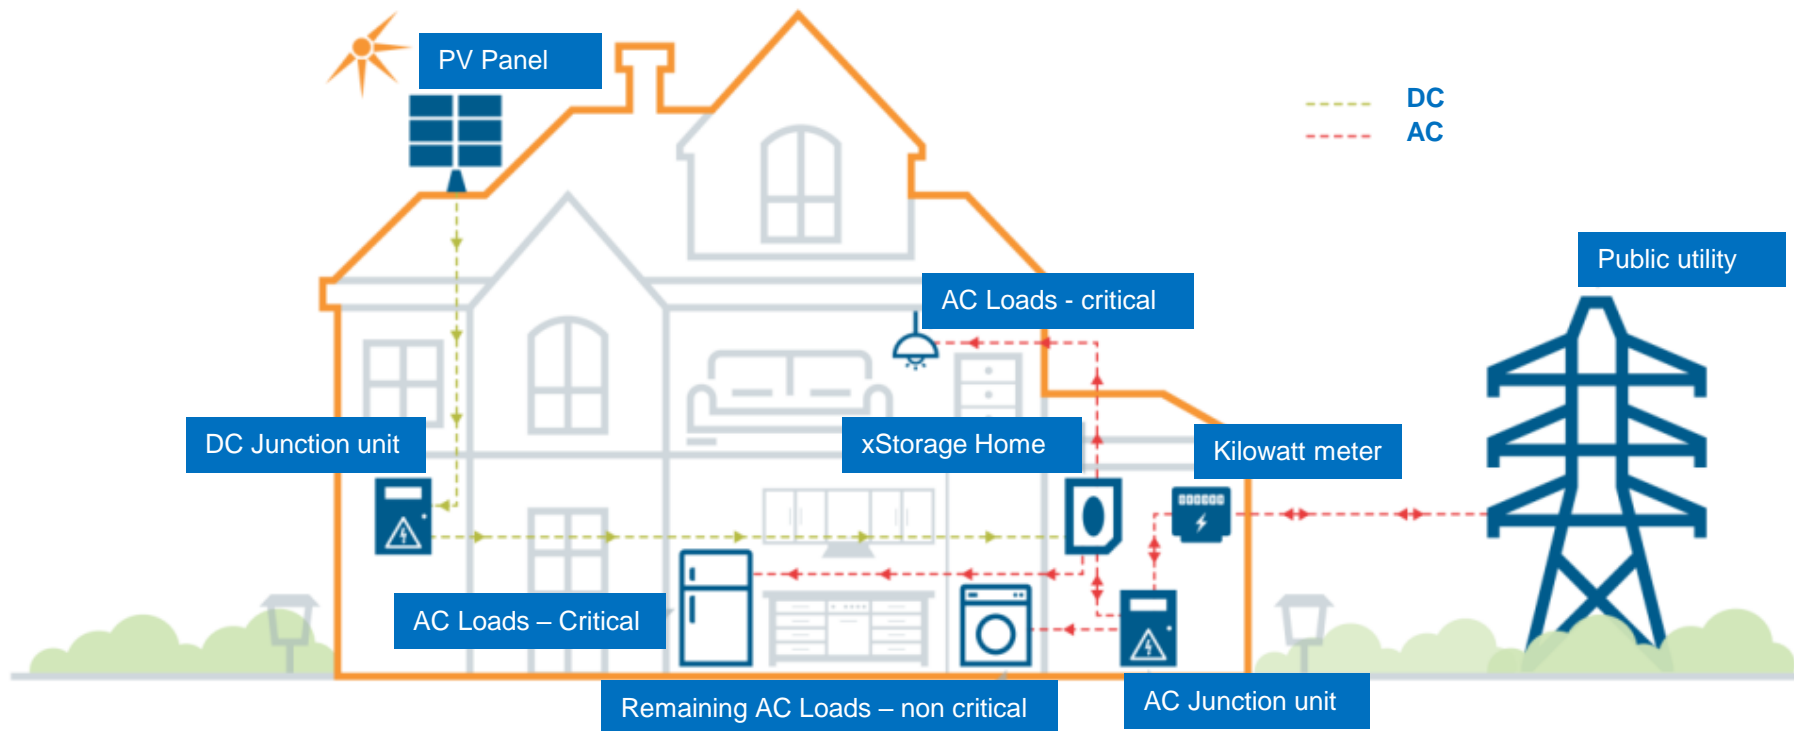 PV Panel
DC
AC
Public utility
AC Loads - critical
DC Junction unit
xStorage Home
Kilowatt meter
AC Loads – Critical
Remaining AC Loads – non critical
AC Junction unit